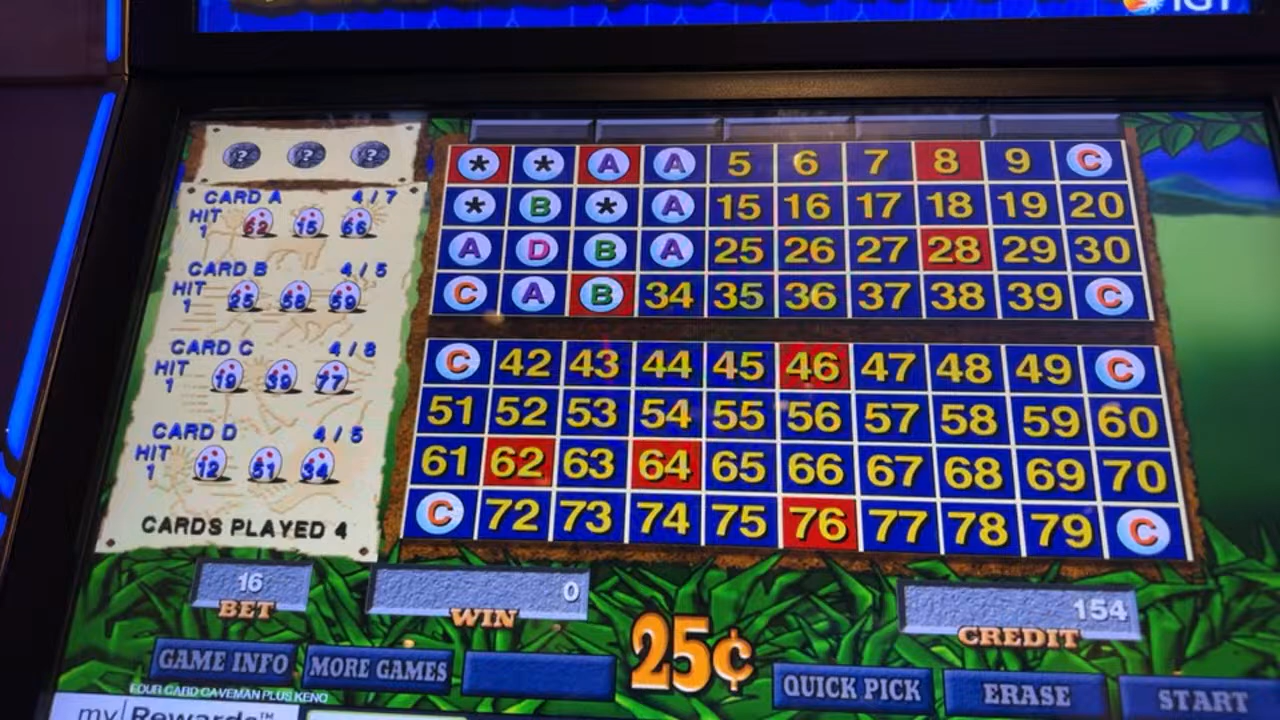 IGT
? ? ?
CARD A 4/7
HIT 1 62 15 66
CARD B 4/5
HIT 1 25 58 59
CARD C 4/8
HIT 1 19 39 77
CARD D 4/5
HIT 1 12 51 34
CARDS PLAYED 4
* * A A 5 6 7 8 9 C
* B * A 15 16 17 18 19 20
A D B A 25 26 27 28 29 30
C A B 34 35 36 37 38 39 C
C 42 43 44 45 46 47 48 49 C
51 52 53 54 55 56 57 58 59 60
61 62 63 64 65 66 67 68 69 70
C 72 73 74 75 76 77 78 79 C
16
BET
0
WIN
25¢
154
CREDIT
GAME INFO
MORE GAMES
QUICK PICK
ERASE
START
FOUR CARD CAVEMAN PLUS KENO
my|Rewards™